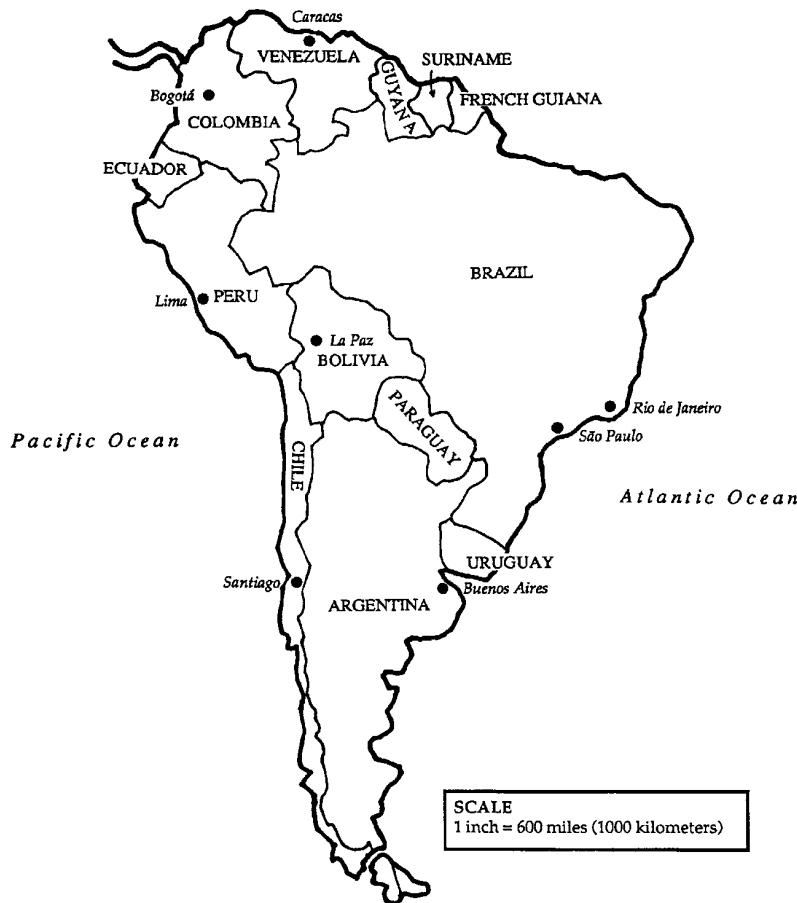 Caracas
VENEZUELA
SURINAME
GUYANA
FRENCH GUIANA
Bogotá
COLOMBIA
ECUADOR
BRAZIL
Lima
PERU
La Paz
BOLIVIA
PARAGUAY
Rio de Janeiro
São Paulo
Pacific Ocean
CHILE
Atlantic Ocean
URUGUAY
Santiago
Buenos Aires
ARGENTINA
SCALE
1 inch = 600 miles (1000 kilometers)